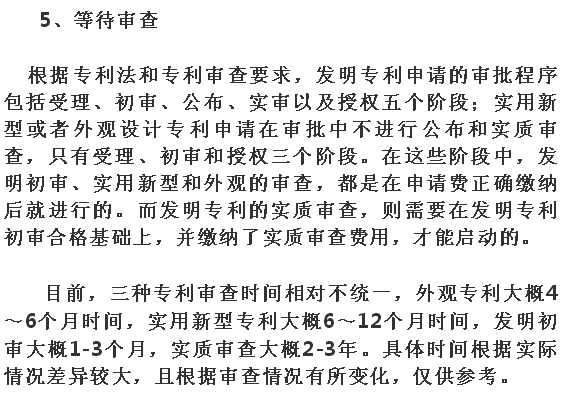 5、等待审查
根据专利法和专利审查要求，发明专利申请的审批程序
包括受理、初审、公布、实审以及授权五个阶段；实用新
型或者外观设计专利申请在审批中不进行公布和实质审
查，只有受理、初审和授权三个阶段。在这些阶段中，发
明初审、实用新型和外观的审查，都是在申请费正确缴纳
后就进行的。而发明专利的实质审查，则需要在发明专利
初审合格基础上，并缴纳了实质审查费用，才能启动的。
目前，三种专利审查时间相对不统一，外观专利大概4
～6个月时间，实用新型专利大概6～12个月时间，发明初
审大概1-3个月，实质审查大概2-3年。具体时间根据实际
情况差异较大，且根据审查情况有所变化，仅供参考。